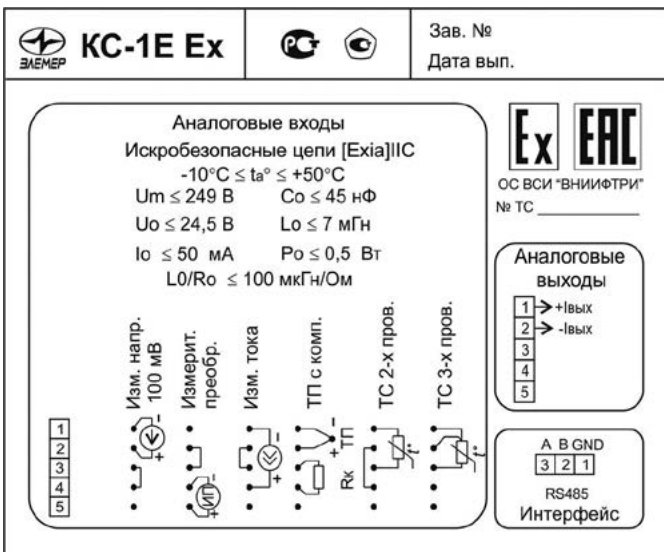 ЭЛЕМЕР
КС-1Е Ех
РСТ
С
Зав. №
Дата вып.
Аналоговые входы
Искробезопасные цепи [Exia]IIC
-10°C ≤ ta° ≤ +50°C
Um ≤ 249 В Co ≤ 45 нФ
Uo ≤ 24,5 В Lo ≤ 7 мГн
Io ≤ 50 мА Po ≤ 0,5 Вт
L0/Ro ≤ 100 мкГн/Ом
Изм. напр.
100 мВ
Измерит.
преобр.
Изм. тока
ТП с комп.
ТС 2-х пров.
ТС 3-х пров.
1
2
3
4
5
− +
ИП
− +
− +
− +
ТП
Rк
t°
t°
Ex
EAC
ОС ВСИ "ВНИИФТРИ"
№ ТС
Аналоговые
выходы
1 +Iвых
2 -Iвых
3
4
5
A B GND
3 2 1
RS485
Интерфейс